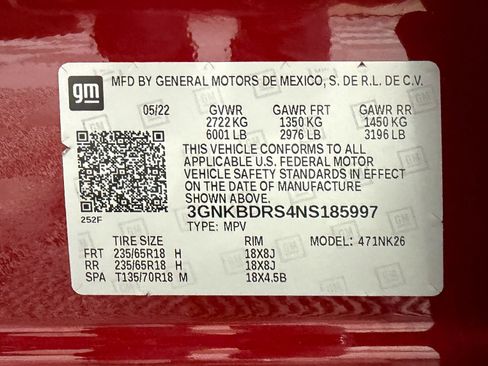 gm
MFD BY GENERAL MOTORS DE MEXICO, S. DE R.L. DE C.V.
05/22 GVWR GAWR FRT GAWR RR
2722 KG 1350 KG 1450 KG
6001 LB 2976 LB 3196 LB
THIS VEHICLE CONFORMS TO ALL
APPLICABLE U.S. FEDERAL MOTOR
VEHICLE SAFETY STANDARDS IN EFFECT
ON THE DATE OF MANUFACTURE
SHOWN ABOVE.
252F 3GNKBDRS4NS185997
TYPE: MPV
TIRE SIZE RIM MODEL: 471NK26
FRT 235/65R18 H 18X8J
RR 235/65R18 H 18X8J
SPA T135/70R18 M 18X4.5B